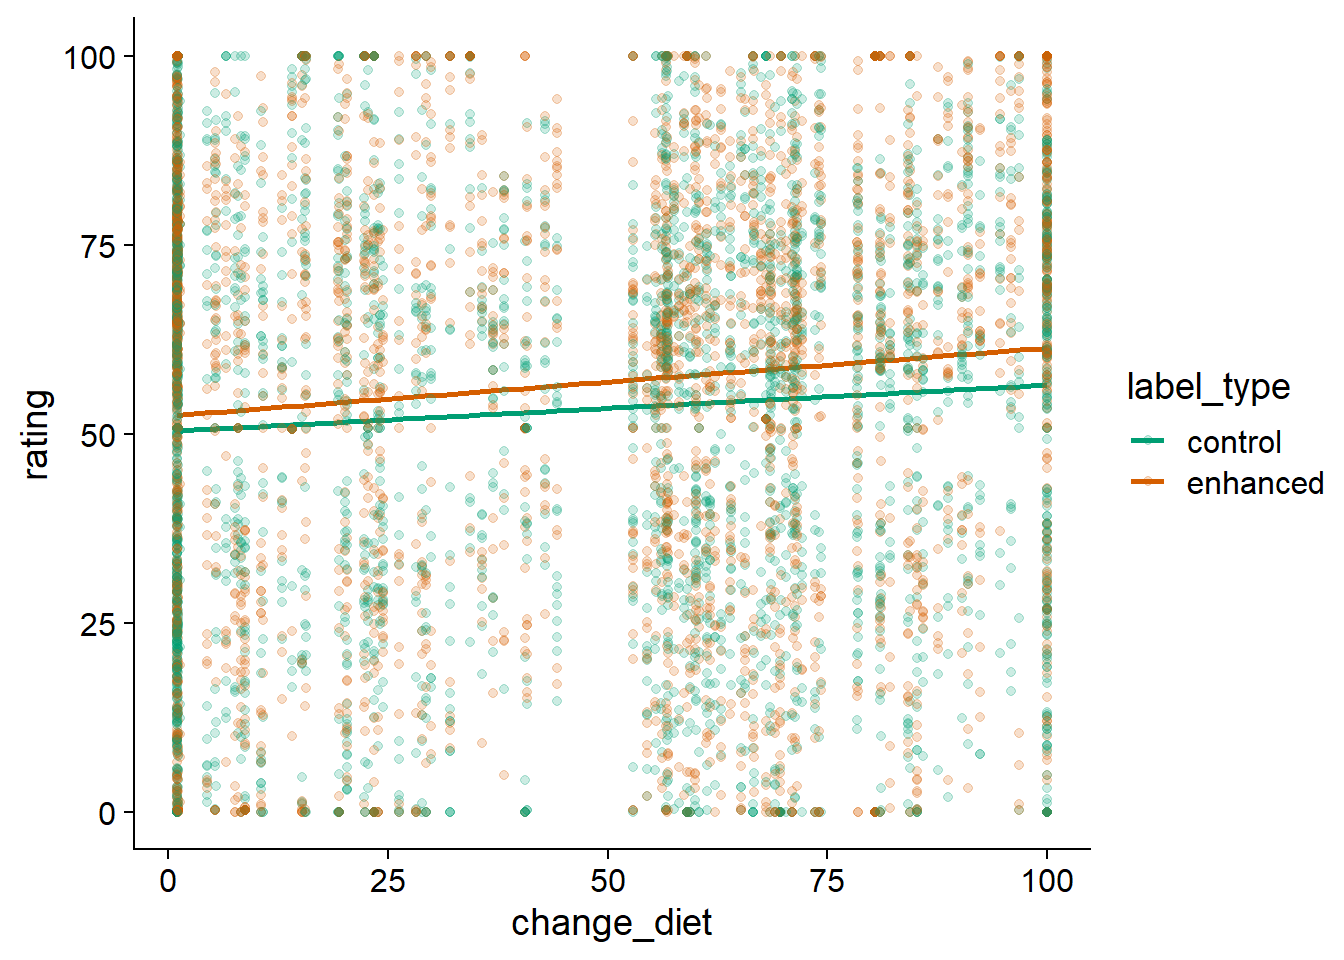 100
75
50
25
0
rating
0 25 50 75 100
change_diet
label_type
control
enhanced